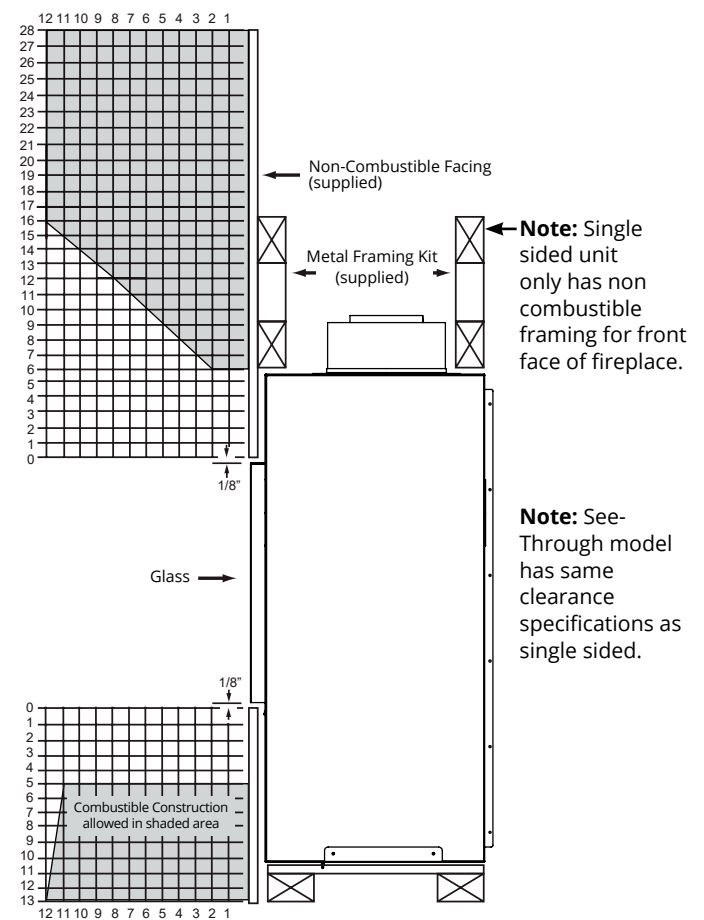 12 11 10 9 8 7 6 5 4 3 2 1
28
27
26
25
24
23
22
21
20
19
18
17
16
15
14
13
12
11
10
9
8
7
6
5
4
3
2
1
0
Non-Combustible Facing
(supplied)
Metal Framing Kit
(supplied)
Note: Single
sided unit
only has non
combustible
framing for front
face of fireplace.
1/8"
Note: See-
Through model
has same
clearance
specifications as
single sided.
Glass
1/8"
0
1
2
3
4
5
6
7
8
9
10
11
12
13
Combustible Construction
allowed in shaded area
12 11 10 9 8 7 6 5 4 3 2 1